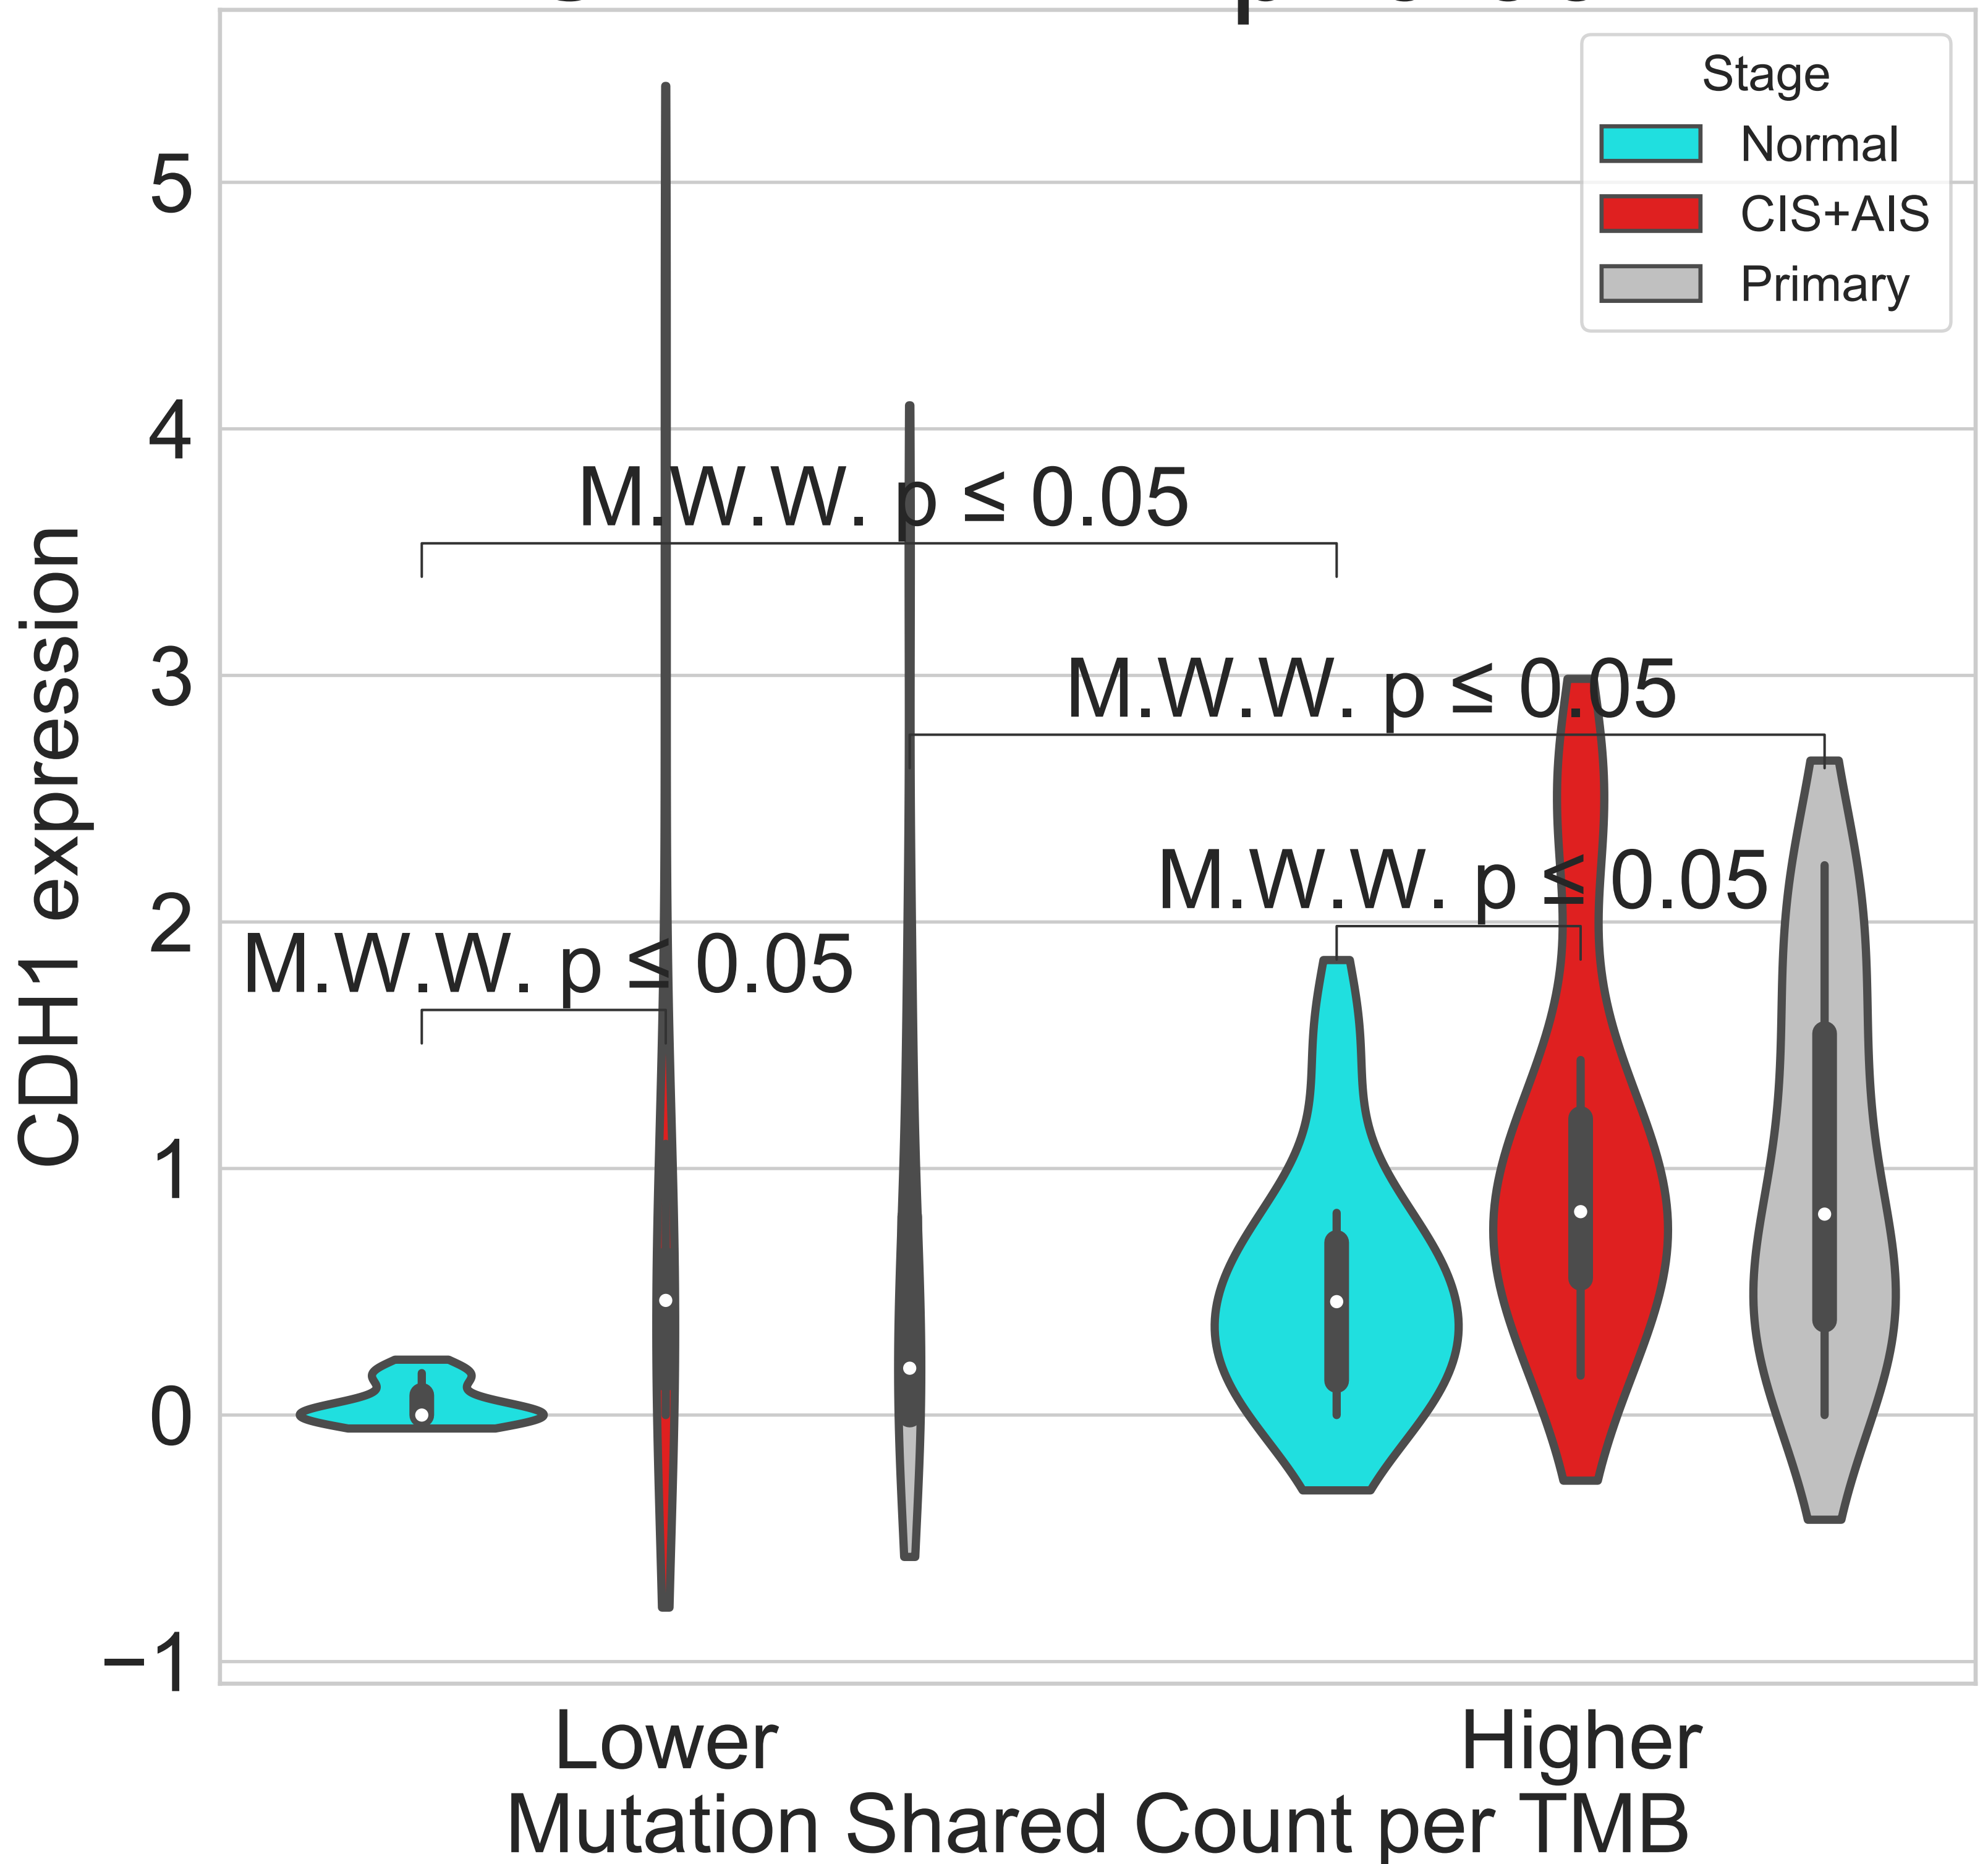 Stage
Normal
CIS+AIS
Primary
5
4
3
2
1
0
−1
CDH1 expression
M.W.W. p ≤ 0.05
M.W.W. p ≤ 0.05
M.W.W. p ≤ 0.05
M.W.W. p ≤ 0.05
Lower
Higher
Mutation Shared Count per TMB